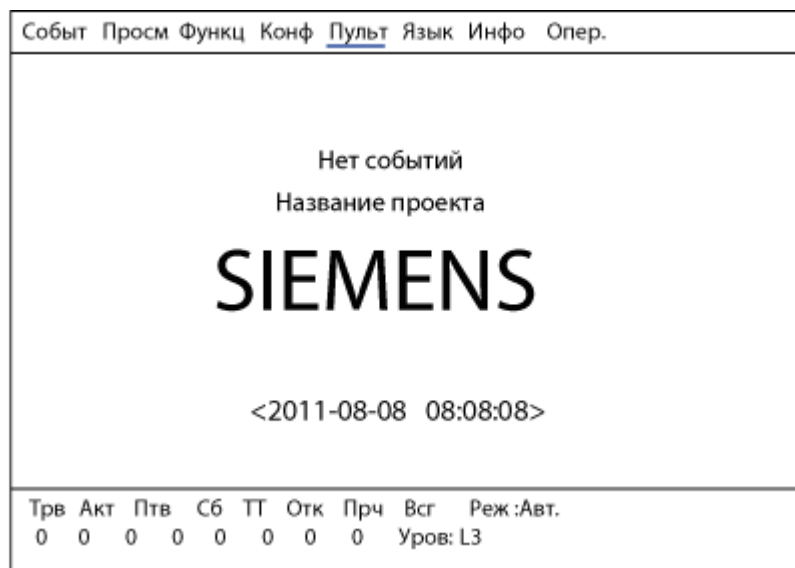 Событ Просм Функц Конф Пульт Язык Инфо Опер.
Нет событий
Название проекта
SIEMENS
<2011-08-08 08:08:08>
Трв Акт Птв Сб ТТ Отк Прч Всг Реж :Авт.
0 0 0 0 0 0 0 0 Уров: L3